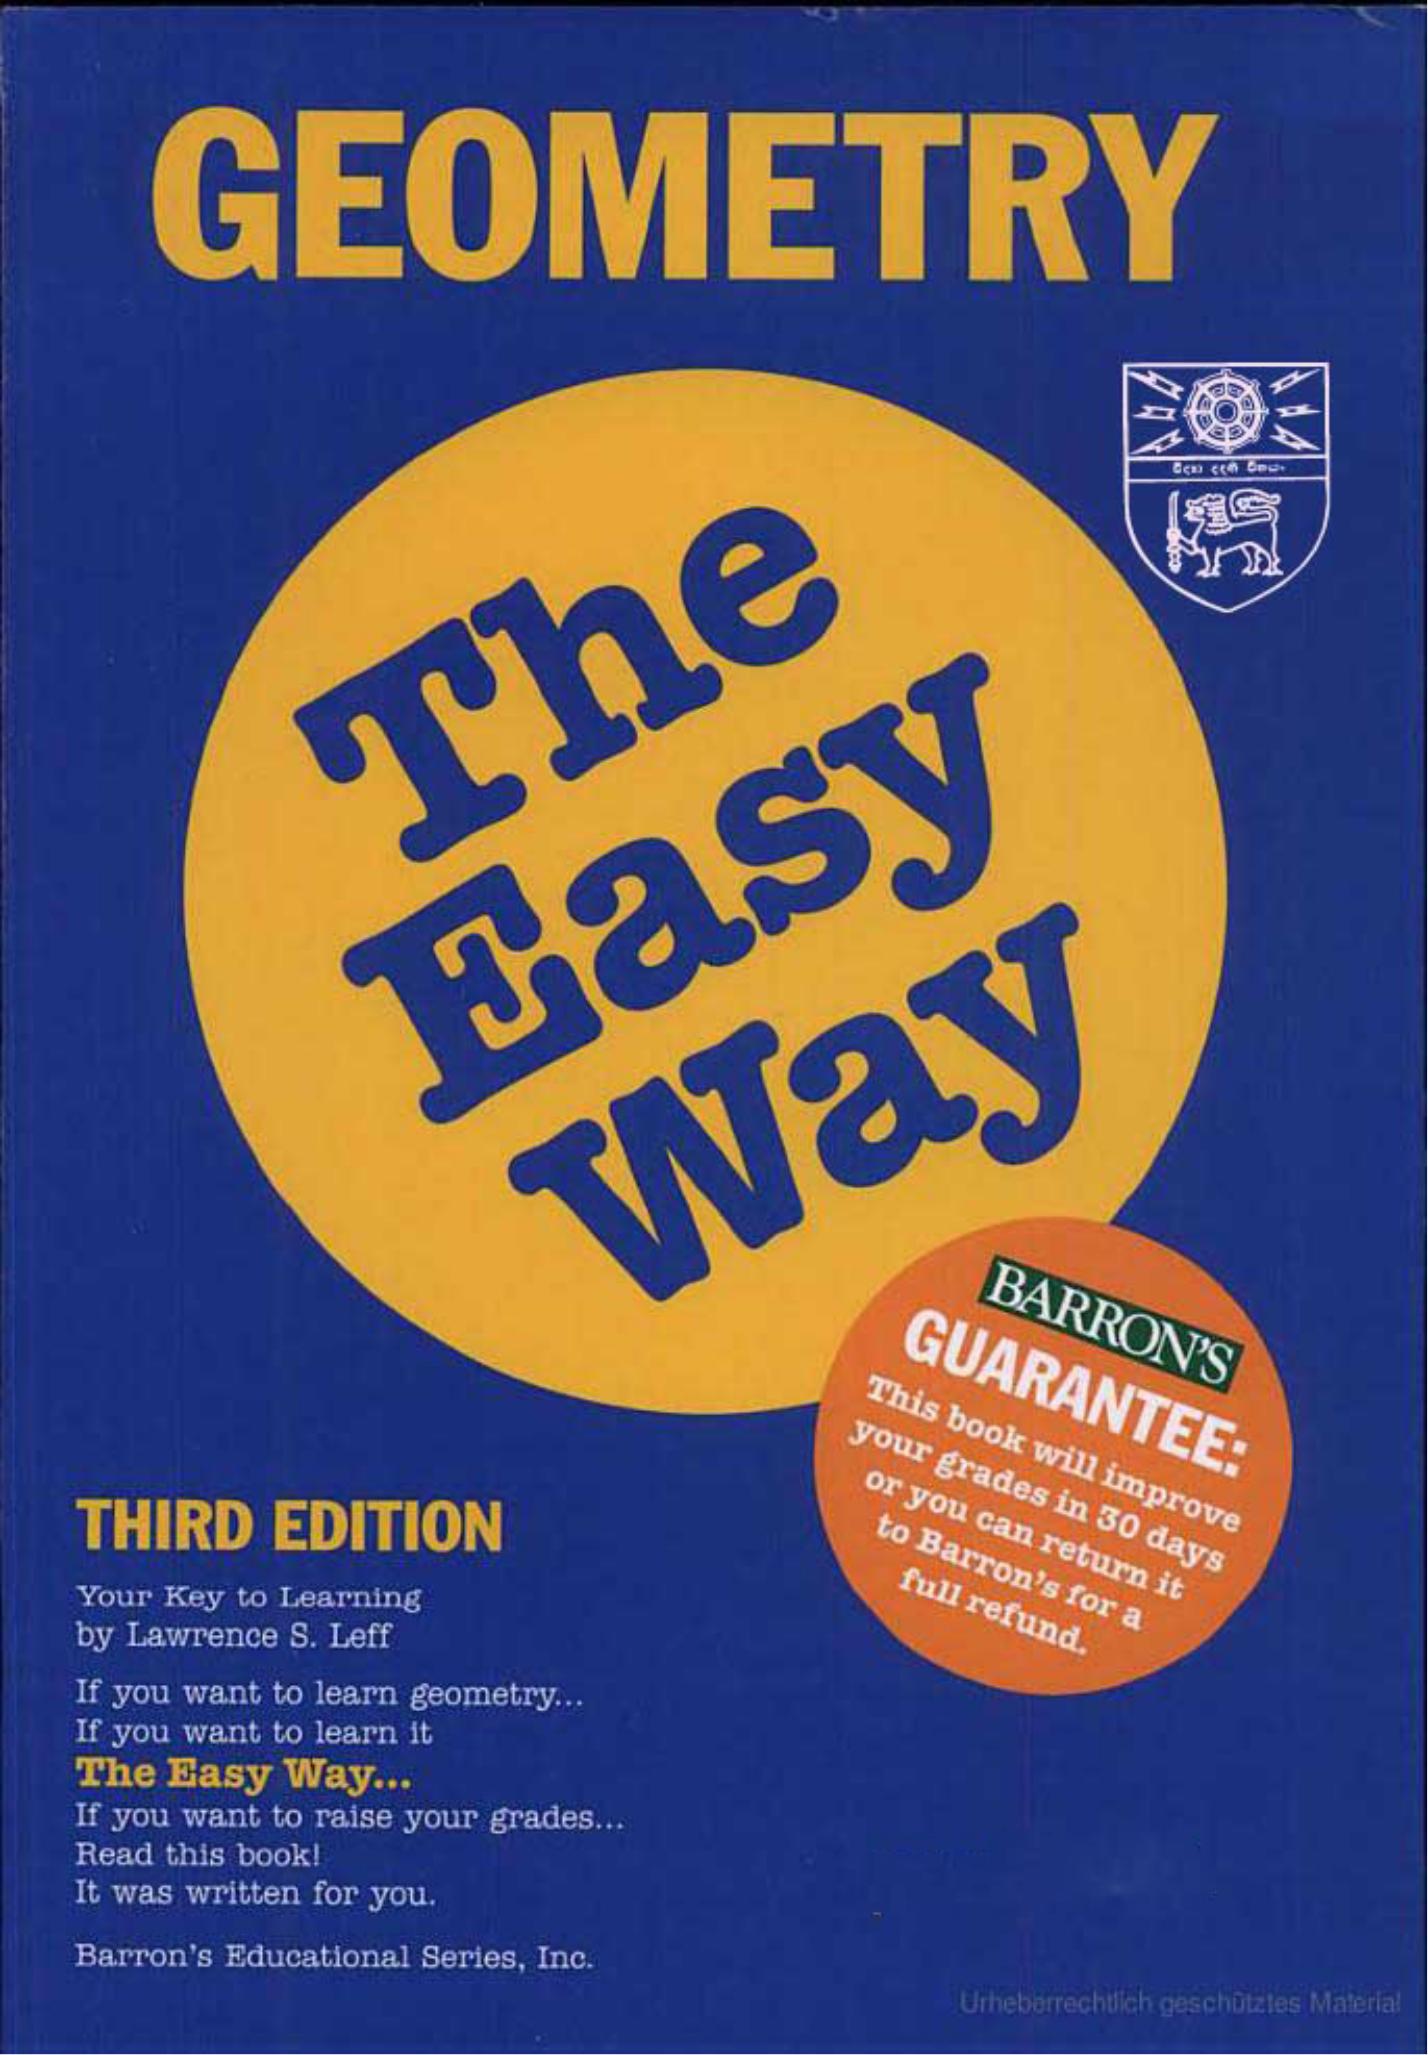 GEOMETRY
විද්‍යා දදාති විනයං
The
Easy
Way
BARRON'S
GUARANTEE:
This book will improve
your grades in 30 days
or you can return it
to Barron's for a
full refund.
THIRD EDITION
Your Key to Learning
by Lawrence S. Leff
If you want to learn geometry...
If you want to learn it
The Easy Way...
If you want to raise your grades...
Read this book!
It was written for you.
Barron's Educational Series, Inc.
Urheberrechtlich geschütztes Material